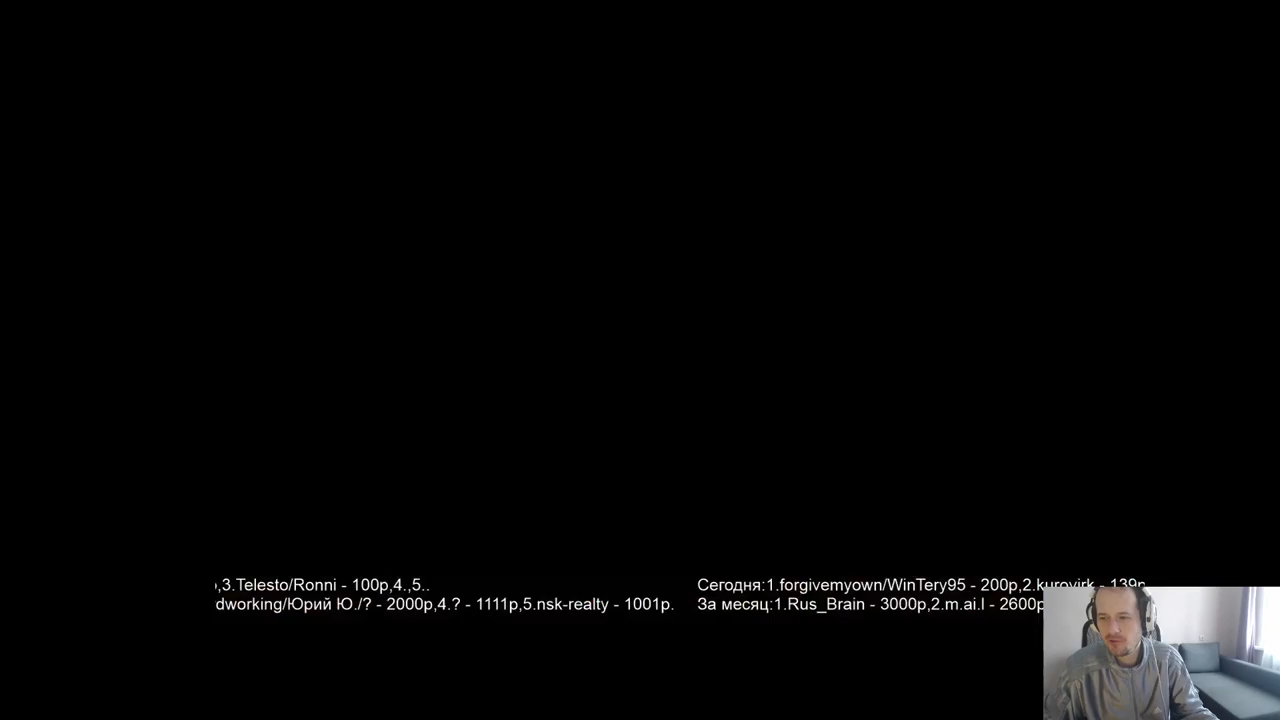 ,3.Telesto/Ronni - 100р,4.,5.. Сегодня:1.forgivemyown/WinTery95 - 200р,2.kurovirk - 139р
dworking/Юрий Ю./? - 2000р,4.? - 1111р,5.nsk-realty - 1001р. За месяц:1.Rus_Brain - 3000р,2.m.ai.l - 2600р